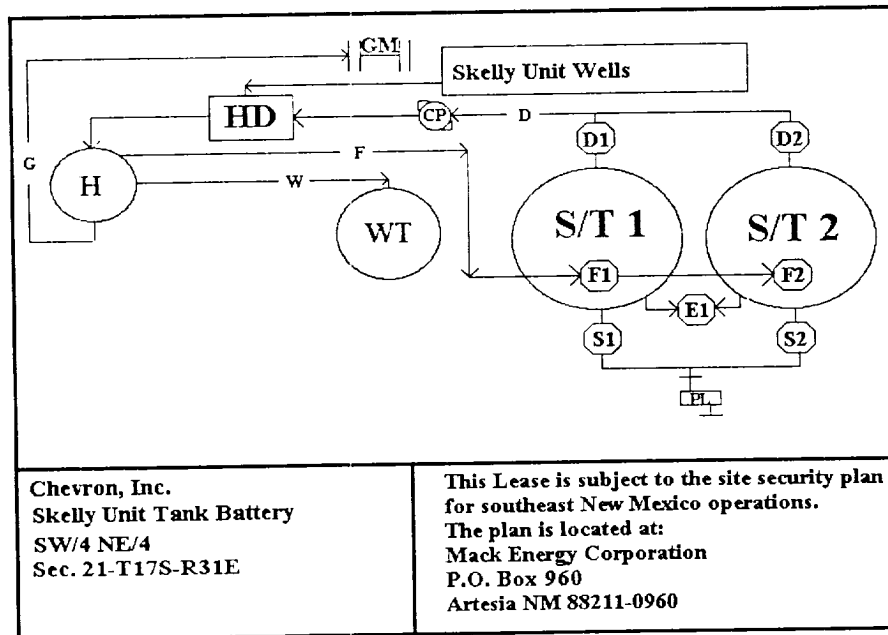 GM
Skelly Unit Wells
HD
CP
D
D1
D2
G
H
F
W
WT
S/T 1
S/T 2
F1
F2
E1
S1
S2
PL
Chevron, Inc.
Skelly Unit Tank Battery
SW/4 NE/4
Sec. 21-T17S-R31E
This Lease is subject to the site security plan
for southeast New Mexico operations.
The plan is located at:
Mack Energy Corporation
P.O. Box 960
Artesia NM 88211-0960